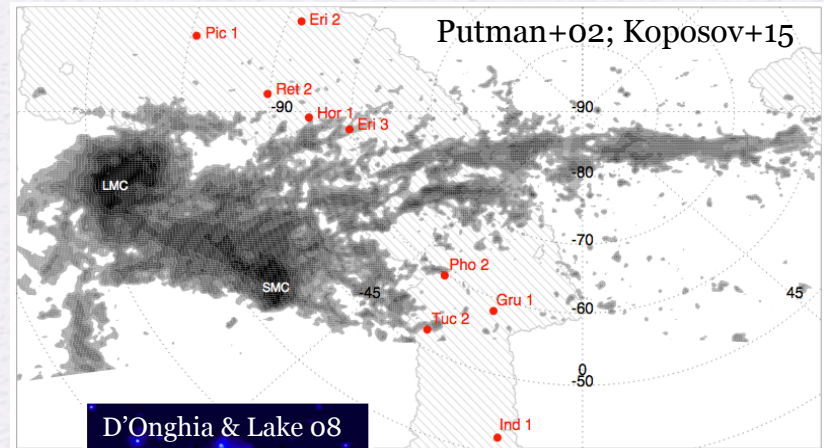 Putman+02; Koposov+15
Eri 2
Pic 1
Ret 2
-90
Hor 1
Eri 3
-90
LMC
-80
-70
SMC
-45
Pho 2
45
Gru 1
-60
Tuc 2
0
-50
D'Onghia & Lake 08
Ind 1